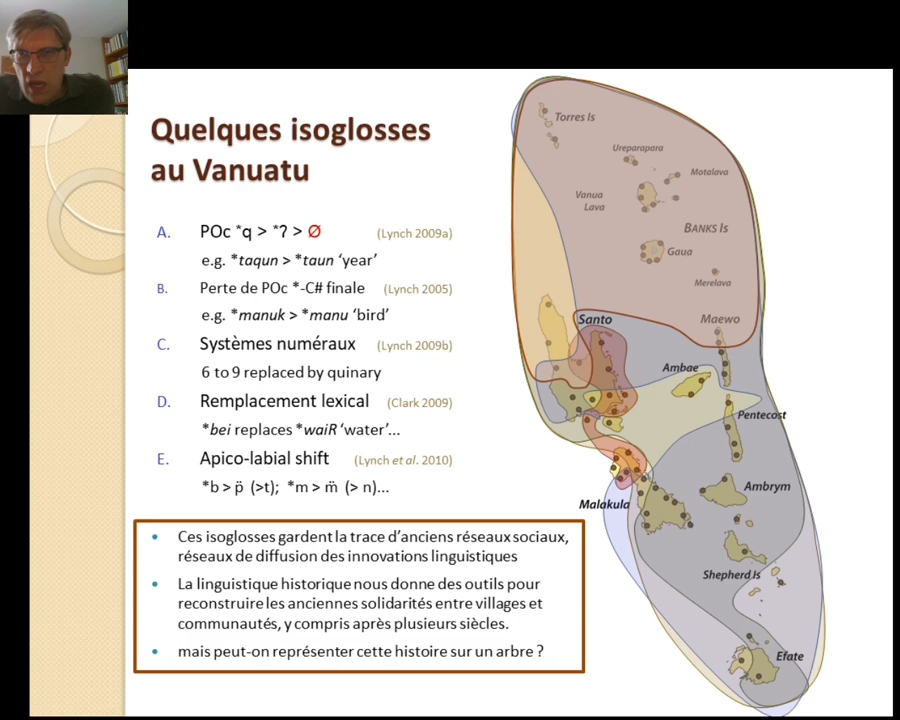 Quelques isoglosses
au Vanuatu
A. POc *q > *ʔ > Ø (Lynch 2009a)
e.g. *taqun > *taun ‘year’
B. Perte de POc *-C# finale (Lynch 2005)
e.g. *manuk > *manu ‘bird’
C. Systèmes numéraux (Lynch 2009b)
6 to 9 replaced by quinary
D. Remplacement lexical (Clark 2009)
*bei replaces *waiR ‘water’...
E. Apico-labial shift (Lynch et al. 2010)
*b > p̈ (>t); *m > m̈ (> n)...
• Ces isoglosses gardent la trace d’anciens réseaux sociaux,
réseaux de diffusion des innovations linguistiques
• La linguistique historique nous donne des outils pour
reconstruire les anciennes solidarités entre villages et
communautés, y compris après plusieurs siècles.
• mais peut-on représenter cette histoire sur un arbre ?
Torres Is
Ureparapara
Motalava
Vanua
Lava
BANKS Is
Gaua
Merelava
Santo
Maewo
Ambae
Pentecost
Malakula
Ambrym
Shepherd Is
Efate